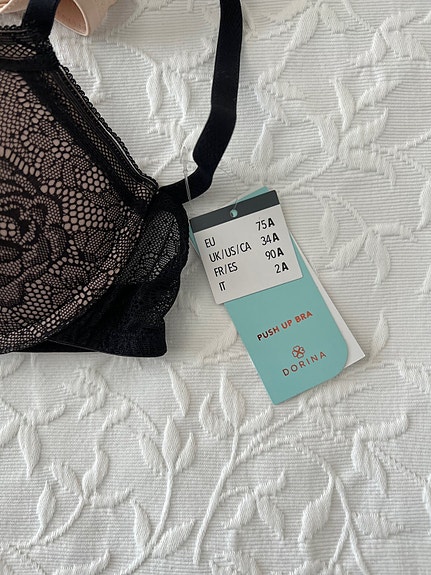 EU 75A
UK/US/CA 34A
FR/ES 90A
IT 2A
PUSH UP BRA
DORINA